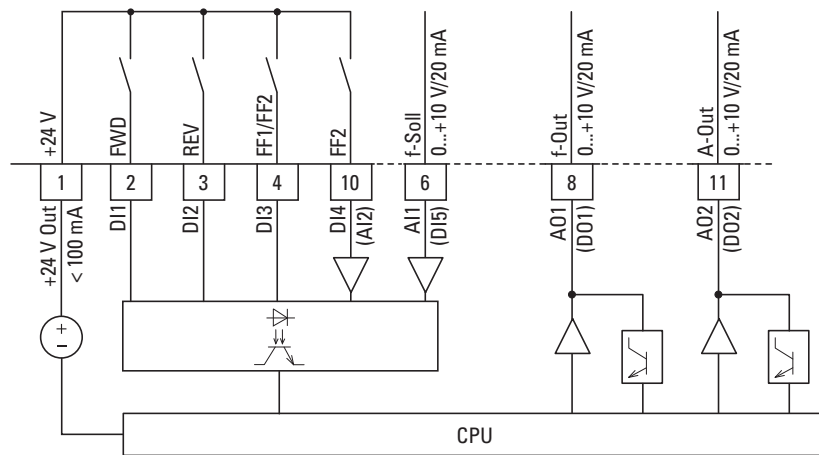 +24 V
FWD
REV
FF1/FF2
FF2
f-Soll
0...+10 V/20 mA
f-Out
0...+10 V/20 mA
A-Out
0...+10 V/20 mA
1
2
3
4
10
6
8
11
+24 V Out
< 100 mA
DI1
DI2
DI3
DI4
(AI2)
AI1
(DI5)
AO1
(DO1)
AO2
(DO2)
+
−
CPU